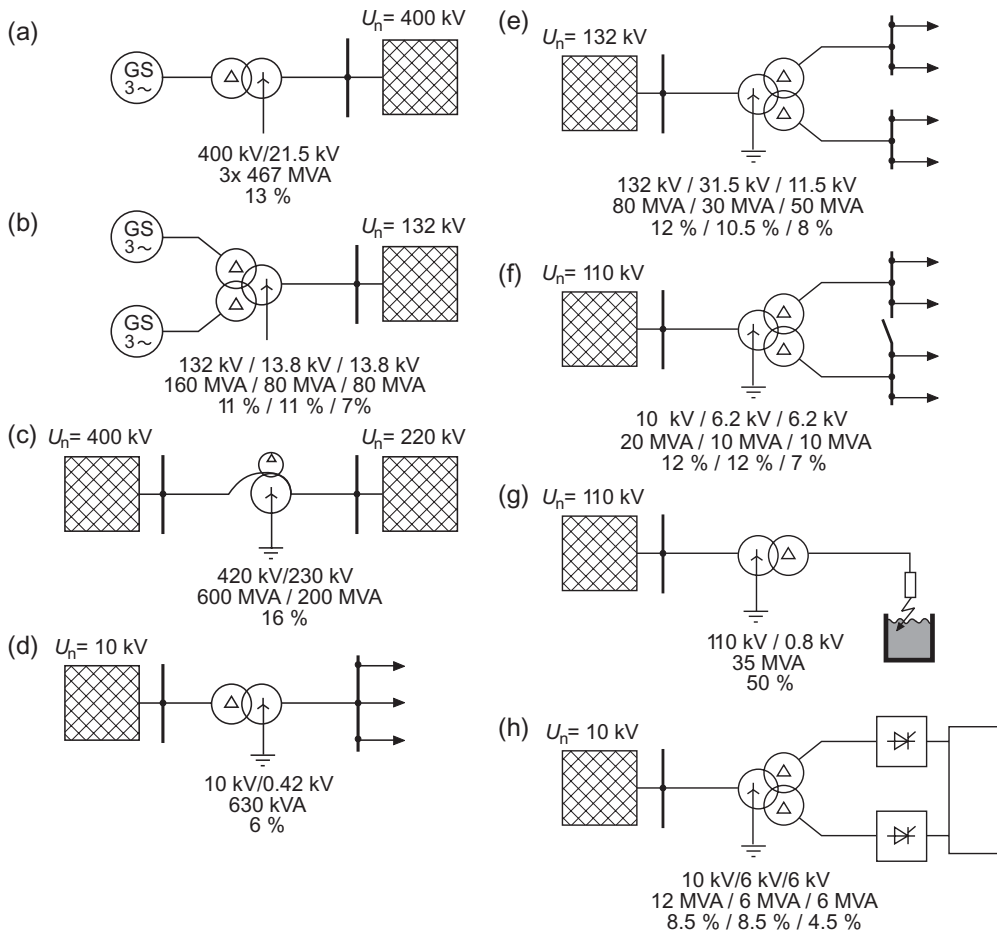 (a)
Un= 400 kV
GS
3~
400 kV/21.5 kV
3x 467 MVA
13 %
(b)
Un= 132 kV
GS
3~
GS
3~
132 kV / 13.8 kV / 13.8 kV
160 MVA / 80 MVA / 80 MVA
11 % / 11 % / 7%
(c)
Un= 400 kV
Un= 220 kV
420 kV/230 kV
600 MVA / 200 MVA
16 %
(d)
Un= 10 kV
10 kV/0.42 kV
630 kVA
6 %
(e)
Un= 132 kV
132 kV / 31.5 kV / 11.5 kV
80 MVA / 30 MVA / 50 MVA
12 % / 10.5 % / 8 %
(f)
Un= 110 kV
10 kV / 6.2 kV / 6.2 kV
20 MVA / 10 MVA / 10 MVA
12 % / 12 % / 7 %
(g)
Un= 110 kV
110 kV / 0.8 kV
35 MVA
50 %
(h)
Un= 10 kV
10 kV/6 kV/6 kV
12 MVA / 6 MVA / 6 MVA
8.5 % / 8.5 % / 4.5 %